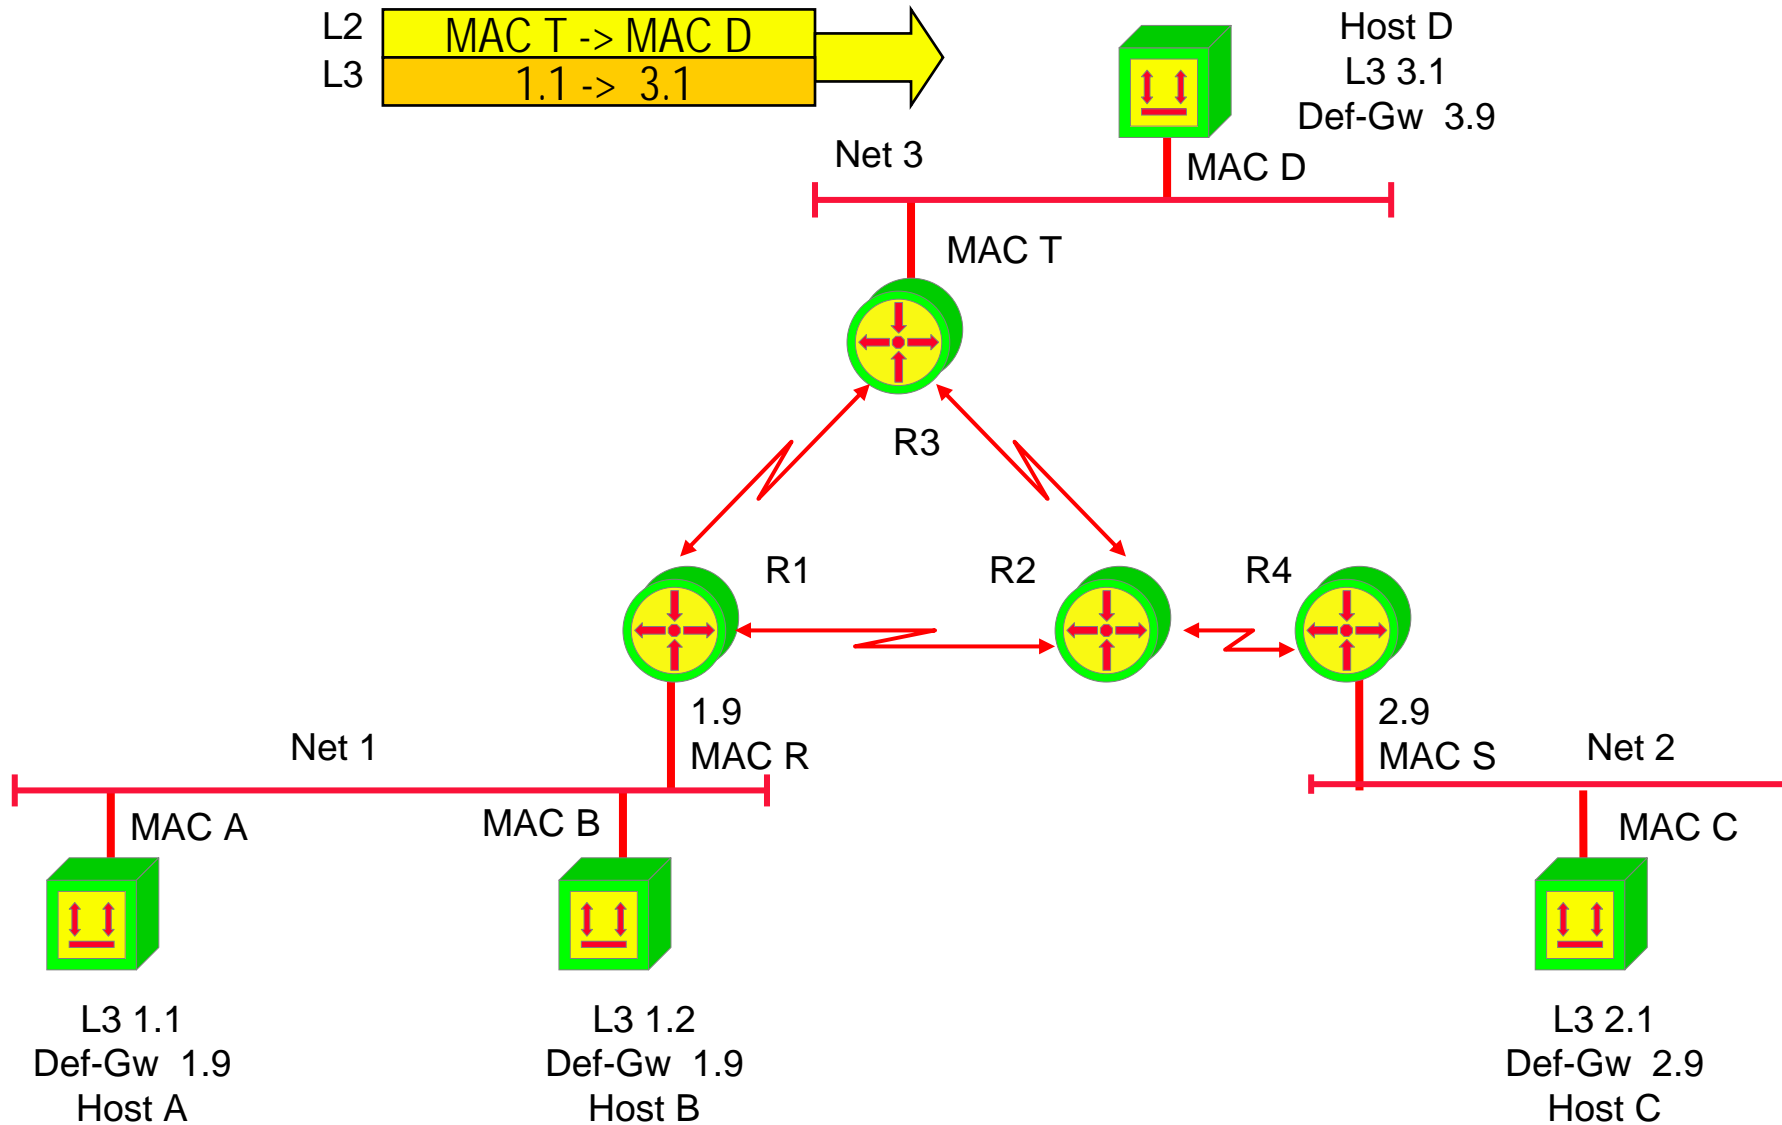 L2
MAC T -> MAC D
L3
1.1 -> 3.1
Host D
L3 3.1
Def-Gw 3.9
Net 3
MAC D
MAC T
R3
R1
R2
R4
1.9
MAC R
2.9
MAC S
Net 1
Net 2
MAC A
MAC B
MAC C
L3 1.1
Def-Gw 1.9
Host A
L3 1.2
Def-Gw 1.9
Host B
L3 2.1
Def-Gw 2.9
Host C